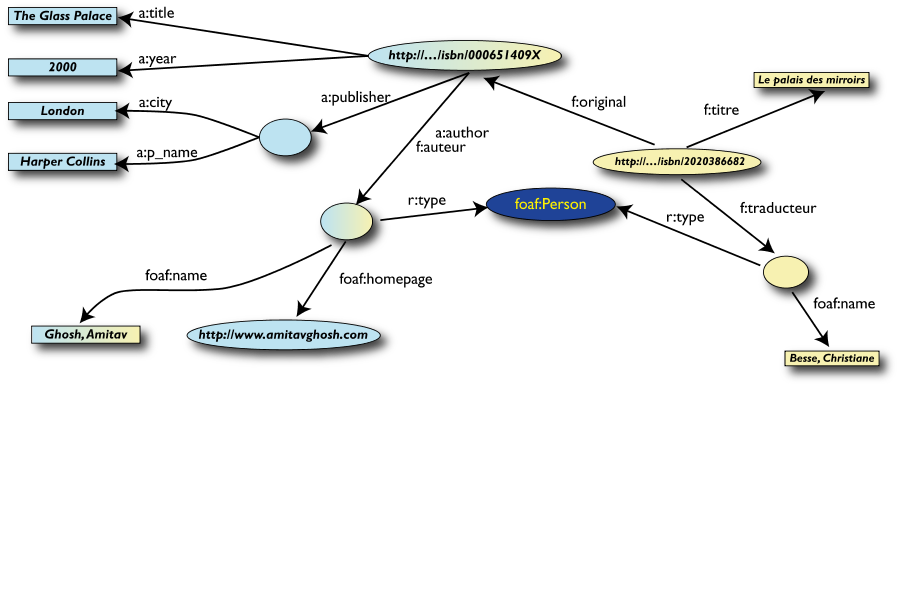 The Glass Palace
a:title
http://…/isbn/000651409X
2000
a:year
Le palais des mirroirs
London
a:city
a:publisher
f:original
f:titre
a:author
f:auteur
Harper Collins
a:p_name
http://…/isbn/2020386682
r:type
foaf:Person
r:type
f:traducteur
foaf:name
foaf:homepage
foaf:name
Ghosh, Amitav
http://www.amitavghosh.com
Besse, Christiane